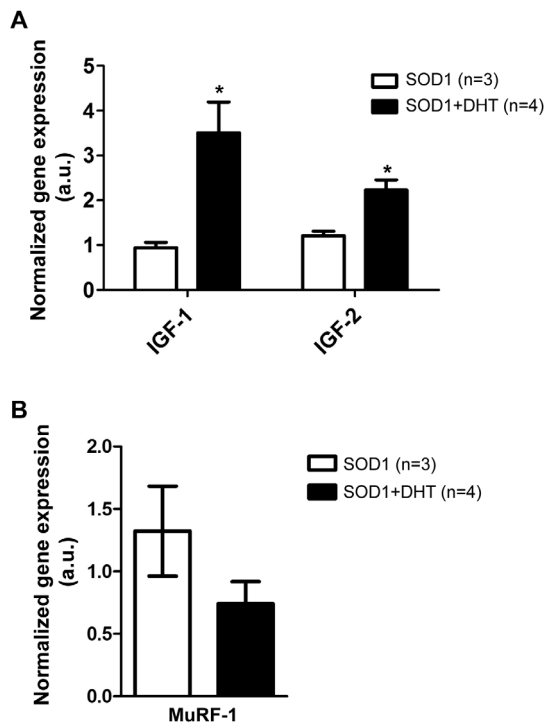 A
Normalized gene expression
(a.u.)
5
4
3
2
1
0
*
*
SOD1 (n=3)
SOD1+DHT (n=4)
IGF-1
IGF-2
B
Normalized gene expression
(a.u.)
2.0
1.5
1.0
0.5
0.0
SOD1 (n=3)
SOD1+DHT (n=4)
MuRF-1